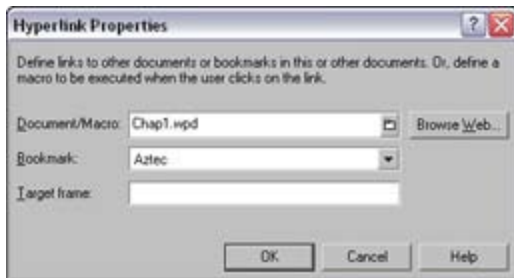 Hyperlink Properties
Define links to other documents or bookmarks in this or other documents. Or, define a
macro to be executed when the user clicks on the link.
Document/Macro: Chap1.wpd Browse Web...
Bookmark: Aztec
Target frame:
OK Cancel Help